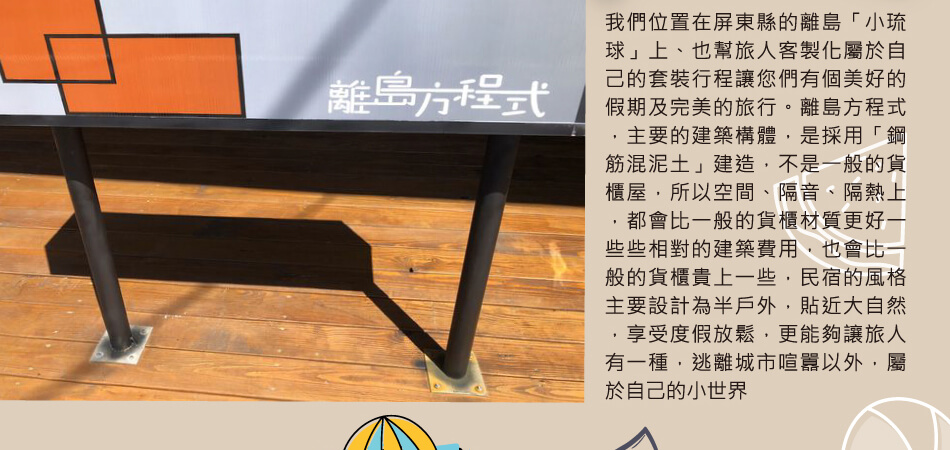 離島方程式
我們位置在屏東縣的離島「小琉
球」上、也幫旅人客製化屬於自
己的套裝行程讓您們有個美好的
假期及完美的旅行。離島方程式
，主要的建築構體，是採用「鋼
筋混泥土」建造，不是一般的貨
櫃屋，所以空間、隔音、隔熱上
，都會比一般的貨櫃材質更好一
些些相對的建築費用，也會比一
般的貨櫃貴上一些，民宿的風格
主要設計為半戶外，貼近大自然
，享受度假放鬆，更能夠讓旅人
有一種，逃離城市喧囂以外，屬
於自己的小世界